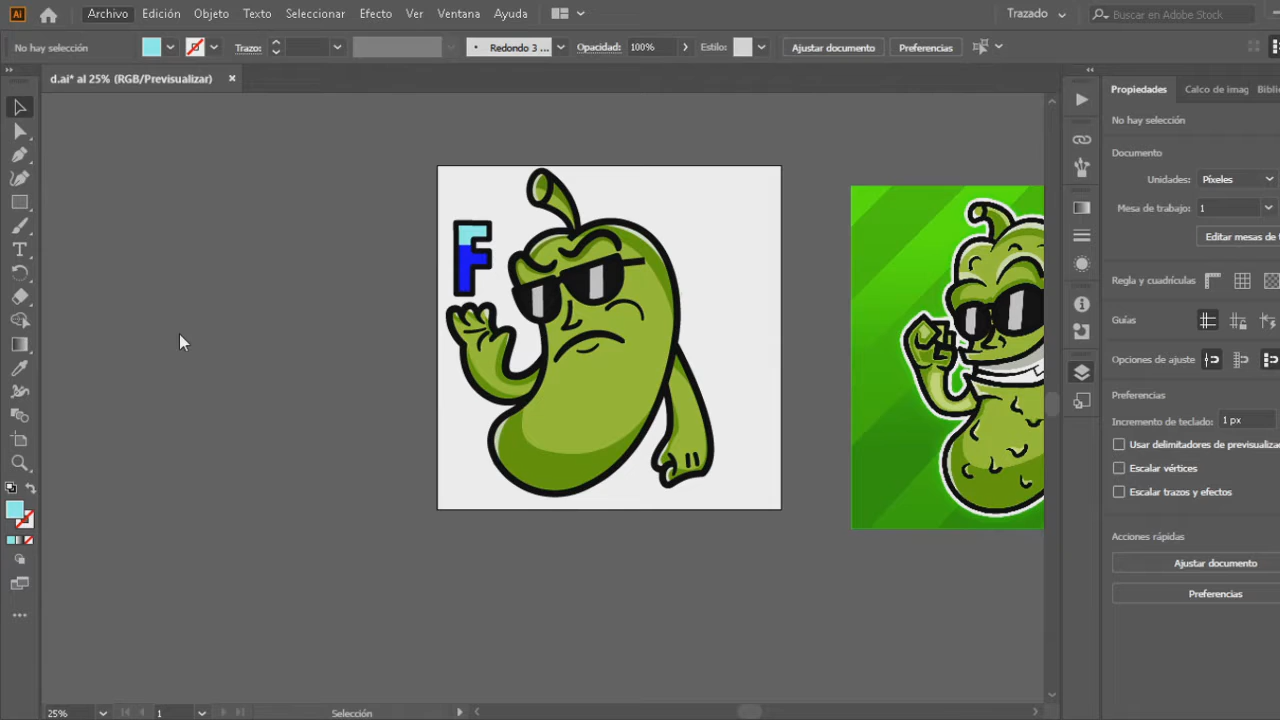 Ai Archivo Edición Objeto Texto Seleccionar Efecto Ver Ventana Ayuda Trazado Buscar en Adobe Stock
No hay selección Trazo: Redondo 3 ... Opacidad: 100% Estilo: Ajustar documento Preferencias
d.ai* al 25% (RGB/Previsualizar) ×
Propiedades Calco de imag Biblio
No hay selección
Documento
Unidades: Píxeles
Mesa de trabajo: 1
Editar mesas de t
Regla y cuadrículas
Guías
Opciones de ajuste
Preferencias
Incremento de teclado: 1 px
Usar delimitadores de previsualiza
Escalar vértices
Escalar trazos y efectos
Acciones rápidas
Ajustar documento
Preferencias
F
25% 1 Selección